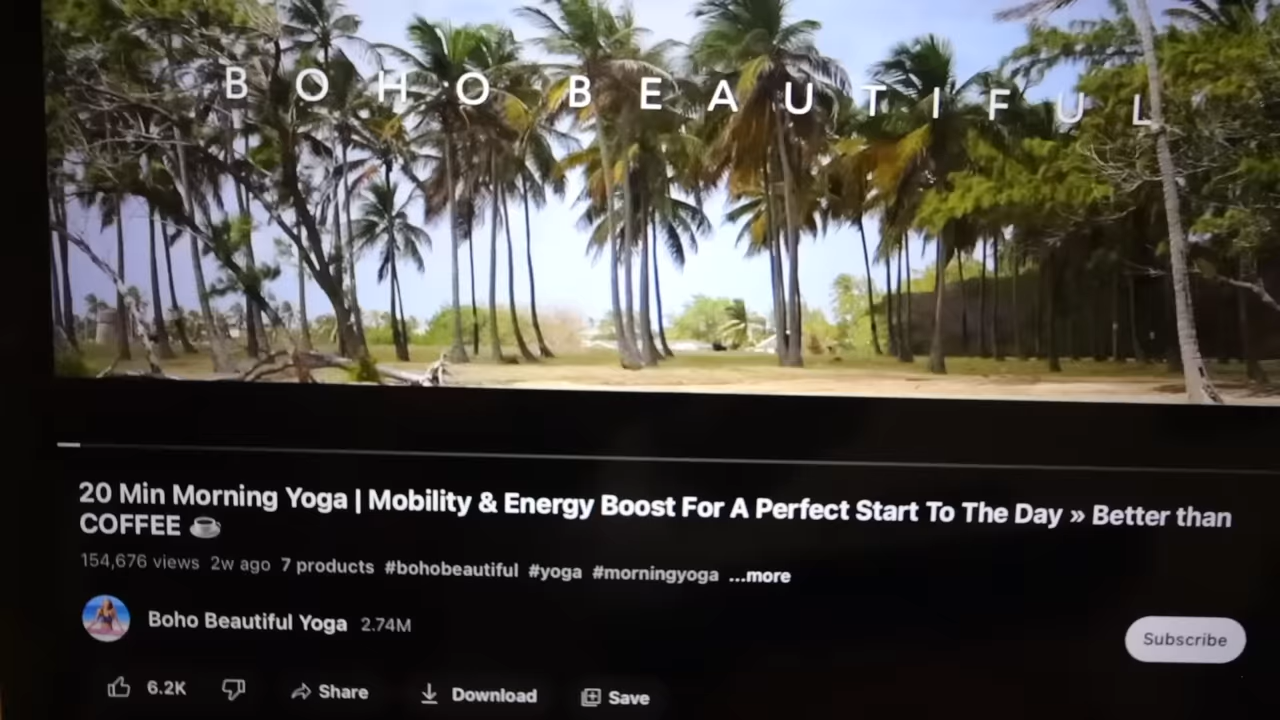 BOHO BEAUTIFUL
20 Min Morning Yoga | Mobility & Energy Boost For A Perfect Start To The Day » Better than
COFFEE ☕
154,676 views 2w ago 7 products #bohobeautiful #yoga #morningyoga ...more
Boho Beautiful Yoga 2.74M
Subscribe
6.2K Share Download Save